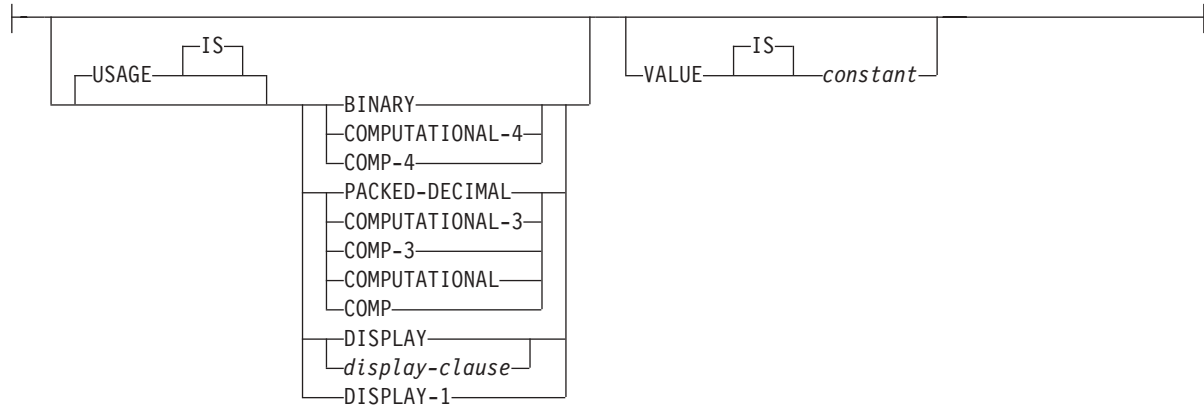 IS IS
USAGE VALUE constant
BINARY
COMPUTATIONAL-4
COMP-4
PACKED-DECIMAL
COMPUTATIONAL-3
COMP-3
COMPUTATIONAL
COMP
DISPLAY
display-clause
DISPLAY-1